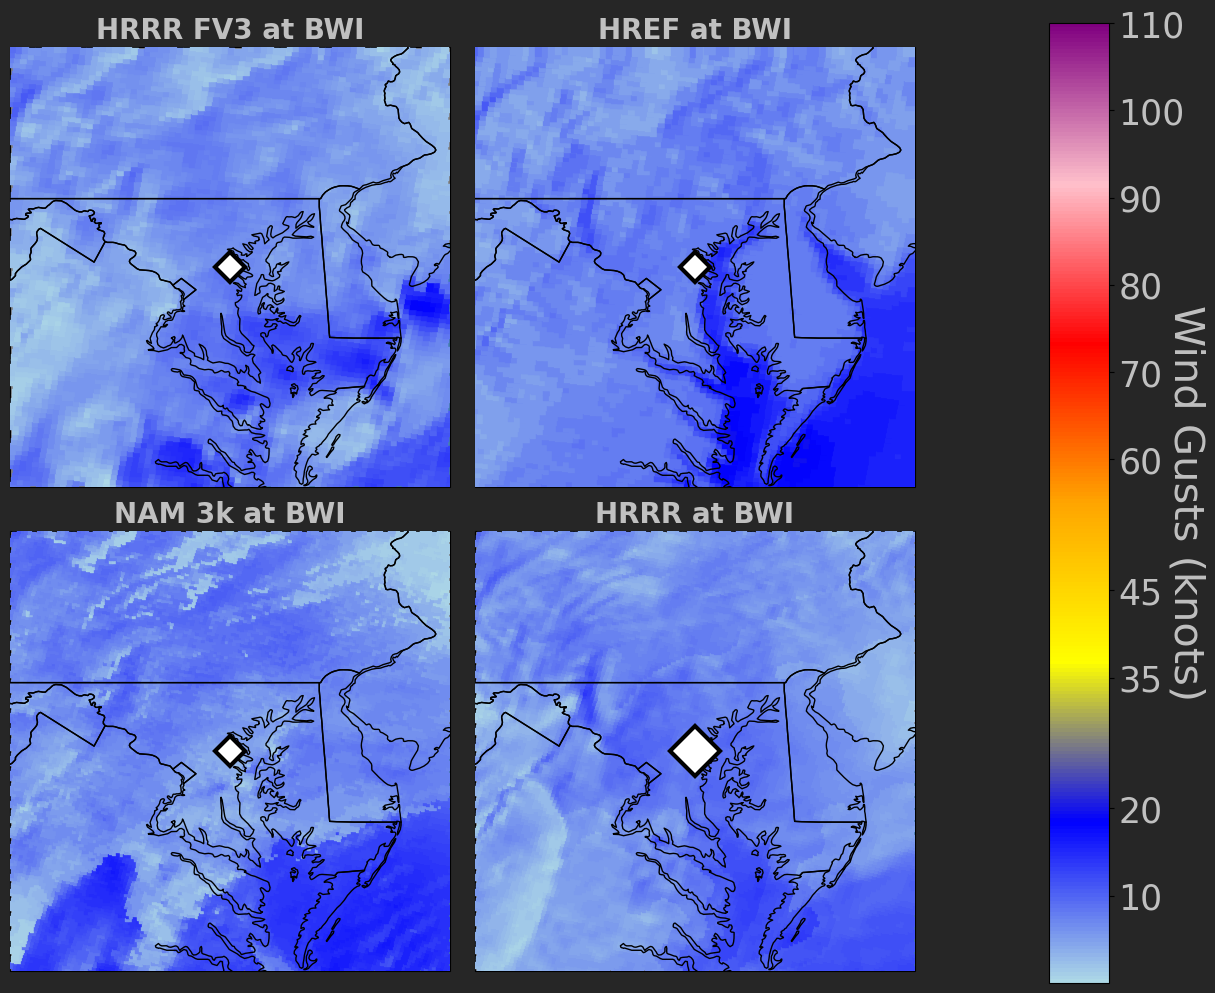 HRRR FV3 at BWI
HREF at BWI
NAM 3k at BWI
HRRR at BWI
110
100
90
80
70
60
45
35
20
10
Wind Gusts (knots)